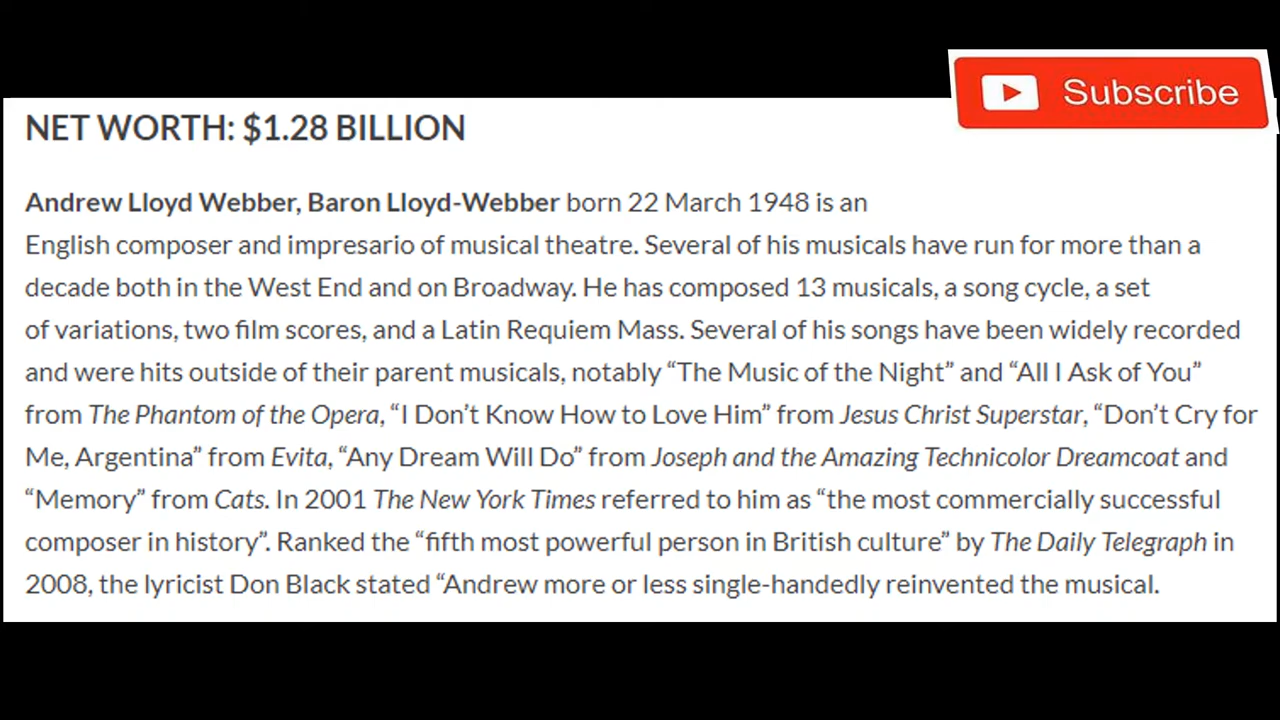 Subscribe
NET WORTH: $1.28 BILLION
Andrew Lloyd Webber, Baron Lloyd-Webber born 22 March 1948 is an
English composer and impresario of musical theatre. Several of his musicals have run for more than a
decade both in the West End and on Broadway. He has composed 13 musicals, a song cycle, a set
of variations, two film scores, and a Latin Requiem Mass. Several of his songs have been widely recorded
and were hits outside of their parent musicals, notably “The Music of the Night” and “All I Ask of You”
from The Phantom of the Opera, “I Don’t Know How to Love Him” from Jesus Christ Superstar, “Don’t Cry for
Me, Argentina” from Evita, “Any Dream Will Do” from Joseph and the Amazing Technicolor Dreamcoat and
“Memory” from Cats. In 2001 The New York Times referred to him as “the most commercially successful
composer in history”. Ranked the “fifth most powerful person in British culture” by The Daily Telegraph in
2008, the lyricist Don Black stated “Andrew more or less single-handedly reinvented the musical.